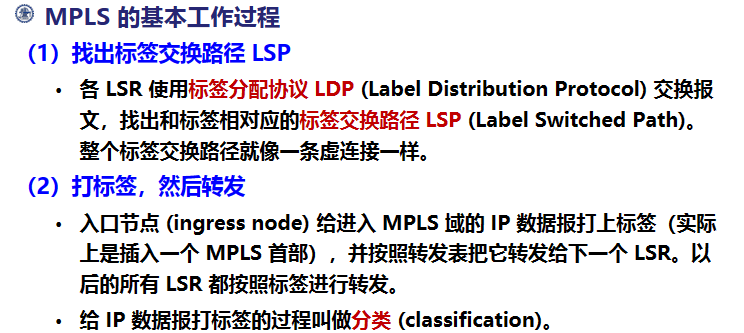 MPLS 的基本工作过程
（1）找出标签交换路径 LSP
• 各 LSR 使用标签分配协议 LDP (Label Distribution Protocol) 交换报
文，找出和标签相对应的标签交换路径 LSP (Label Switched Path)。
整个标签交换路径就像一条虚连接一样。
（2）打标签，然后转发
• 入口节点 (ingress node) 给进入 MPLS 域的 IP 数据报打上标签（实际
上是插入一个 MPLS 首部），并按照转发表把它转发给下一个 LSR。以
后的所有 LSR 都按照标签进行转发。
• 给 IP 数据报打标签的过程叫做分类 (classification)。